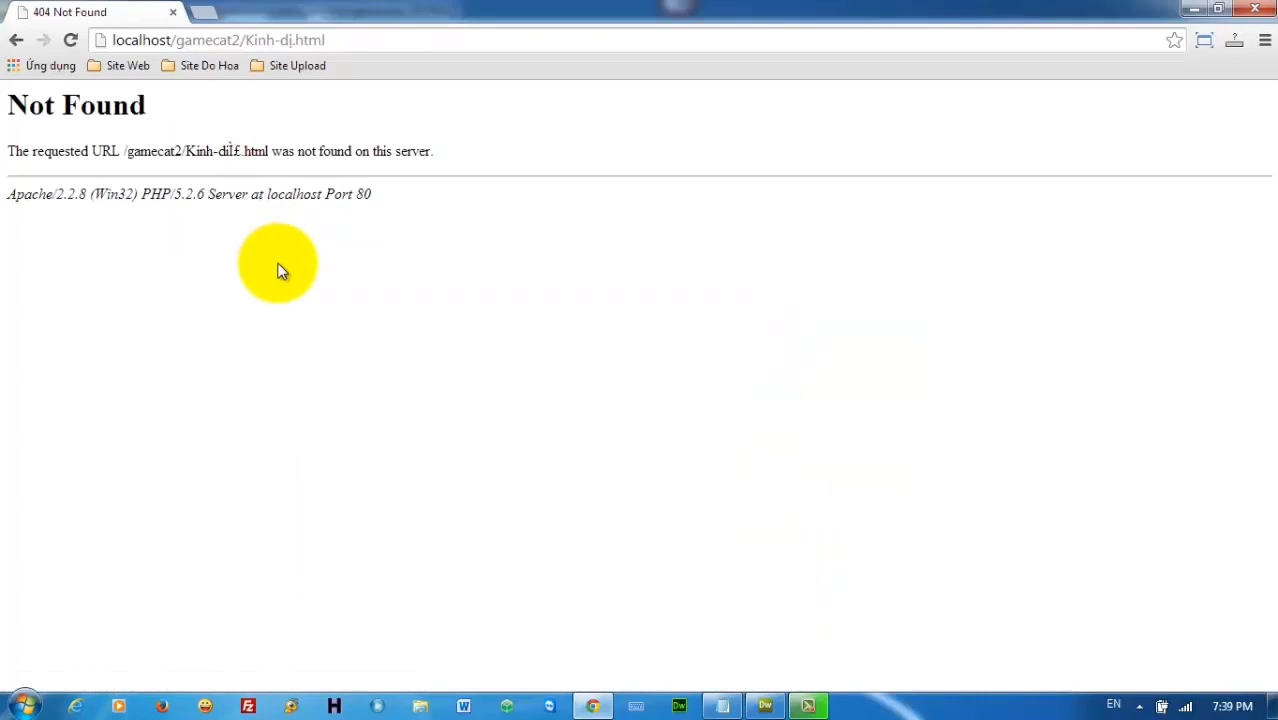 404 Not Found
localhost/gamecat2/Kinh-dị.html
Ứng dụng Site Web Site Do Hoa Site Upload
Not Found
The requested URL /gamecat2/Kinh-diÌ£.html was not found on this server.
Apache/2.2.8 (Win32) PHP/5.2.6 Server at localhost Port 80
EN 7:39 PM